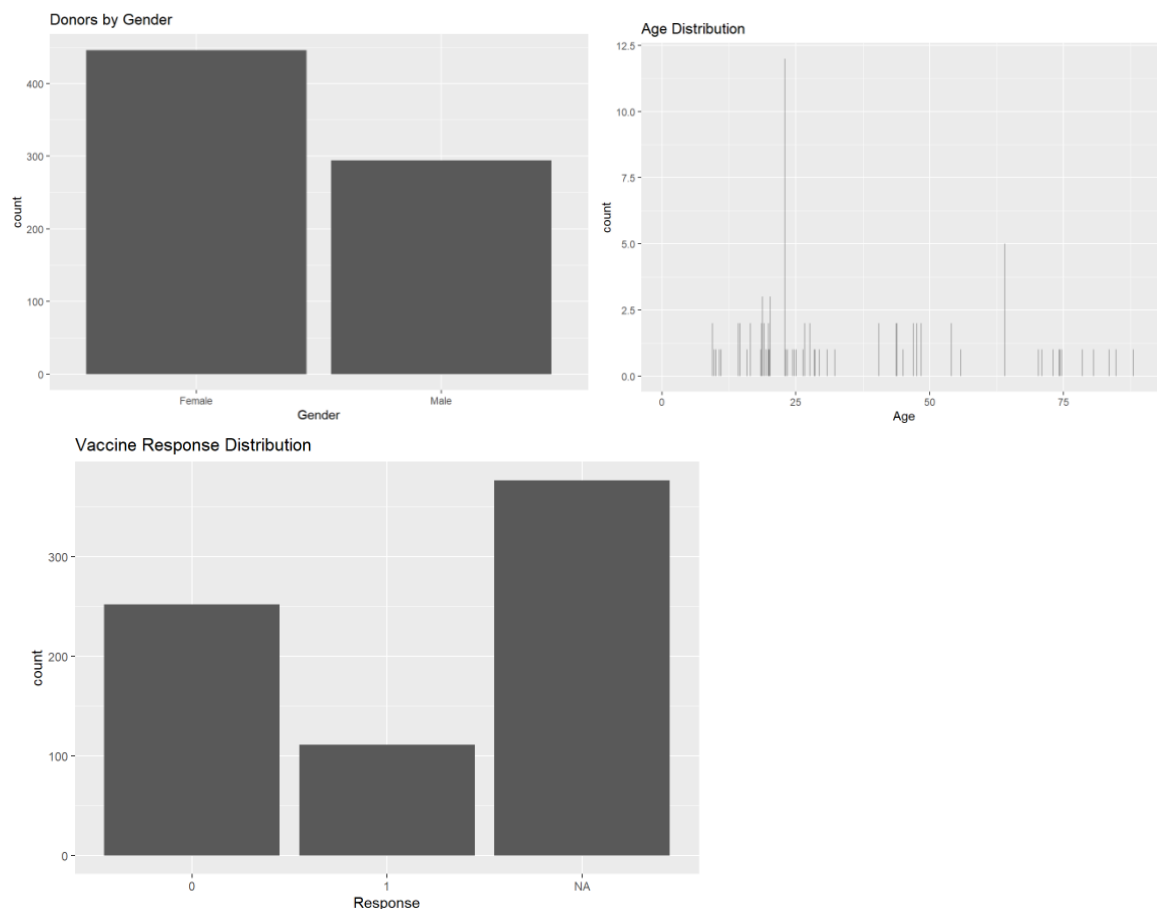 Donors by Gender
400
300
200
100
0
count
Female Male
Gender
Age Distribution
12.5
10.0
7.5
5.0
2.5
0.0
count
0 25 50 75
Age
Vaccine Response Distribution
300
200
100
0
count
0 1 NA
Response